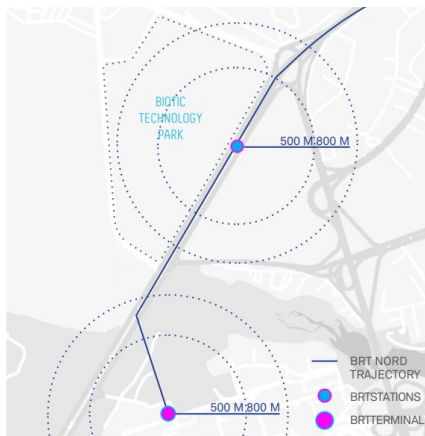 BIOTIC
TECHNOLOGY
PARK
500 M 800 M
500 M 800 M
BRT NORD
TRAJECTORY
BRTSTATIONS
BRTTERMINAL